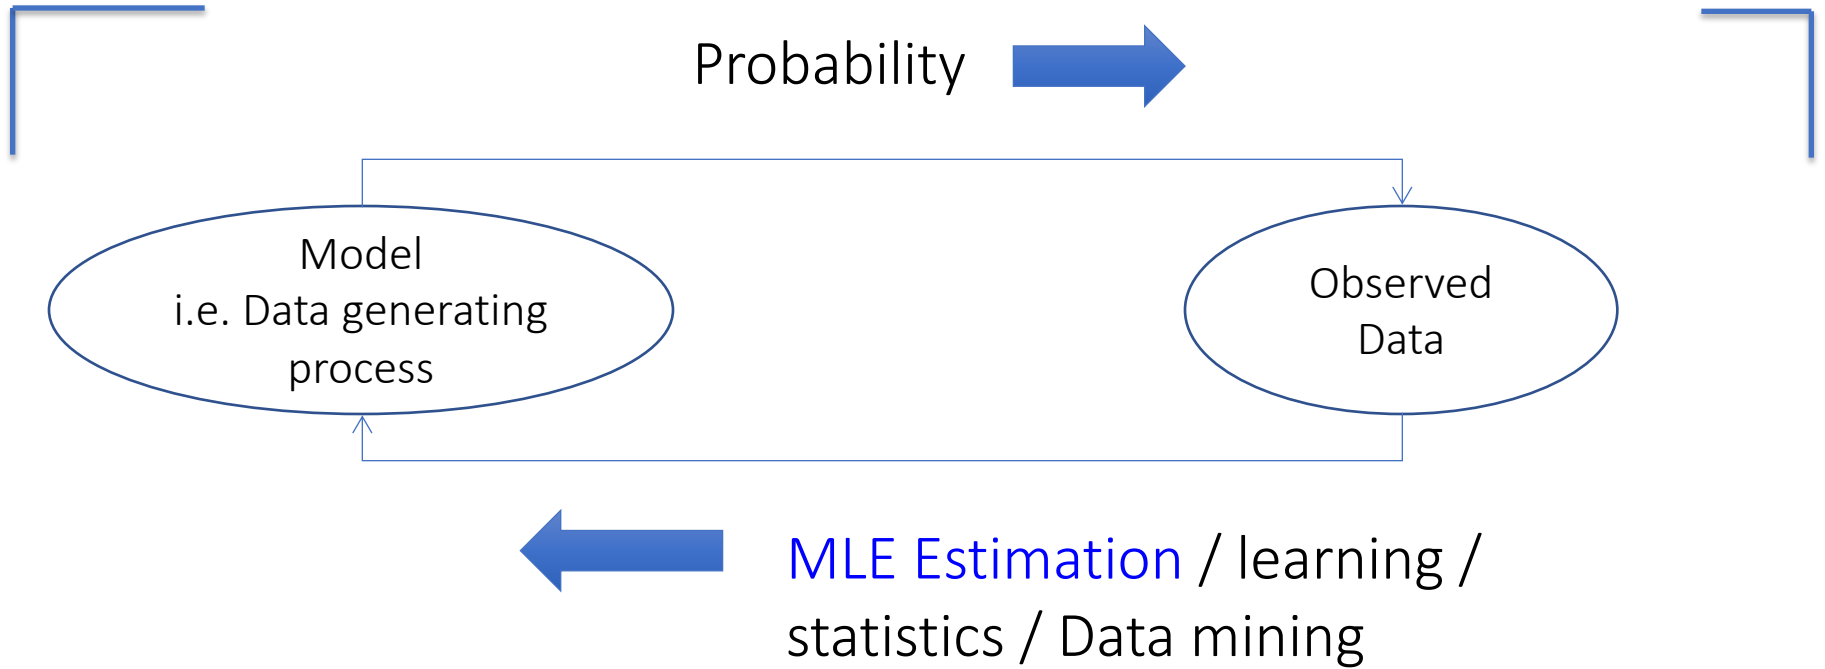 Probability
Model
i.e. Data generating
process
Observed
Data
MLE Estimation / learning /
statistics / Data mining